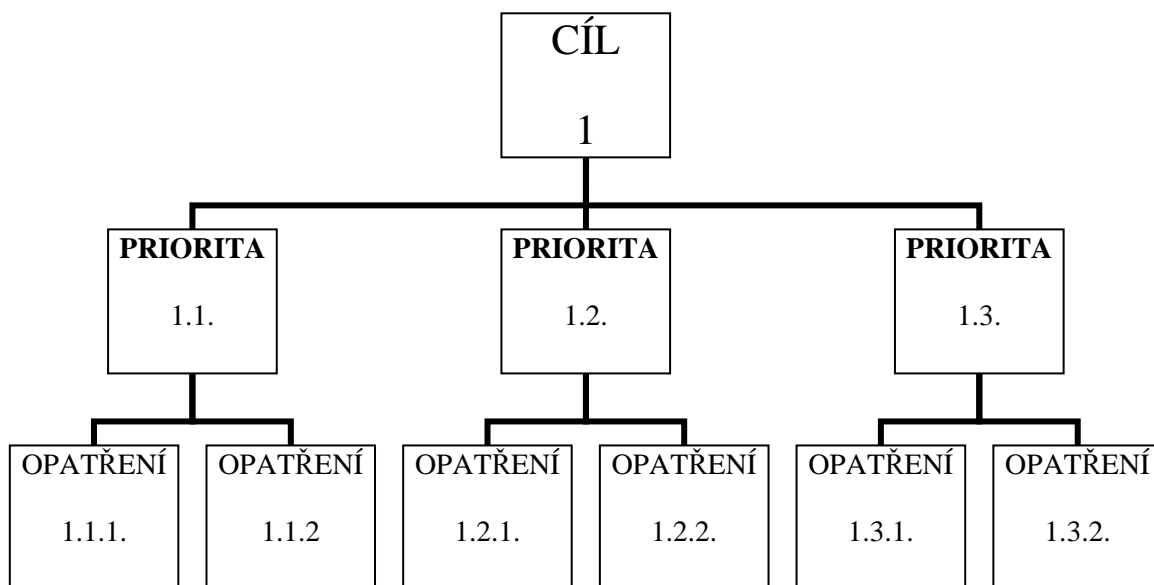 CÍL
1
PRIORITA
1.1.
PRIORITA
1.2.
PRIORITA
1.3.
OPATŘENÍ
1.1.1.
OPATŘENÍ
1.1.2
OPATŘENÍ
1.2.1.
OPATŘENÍ
1.2.2.
OPATŘENÍ
1.3.1.
OPATŘENÍ
1.3.2.